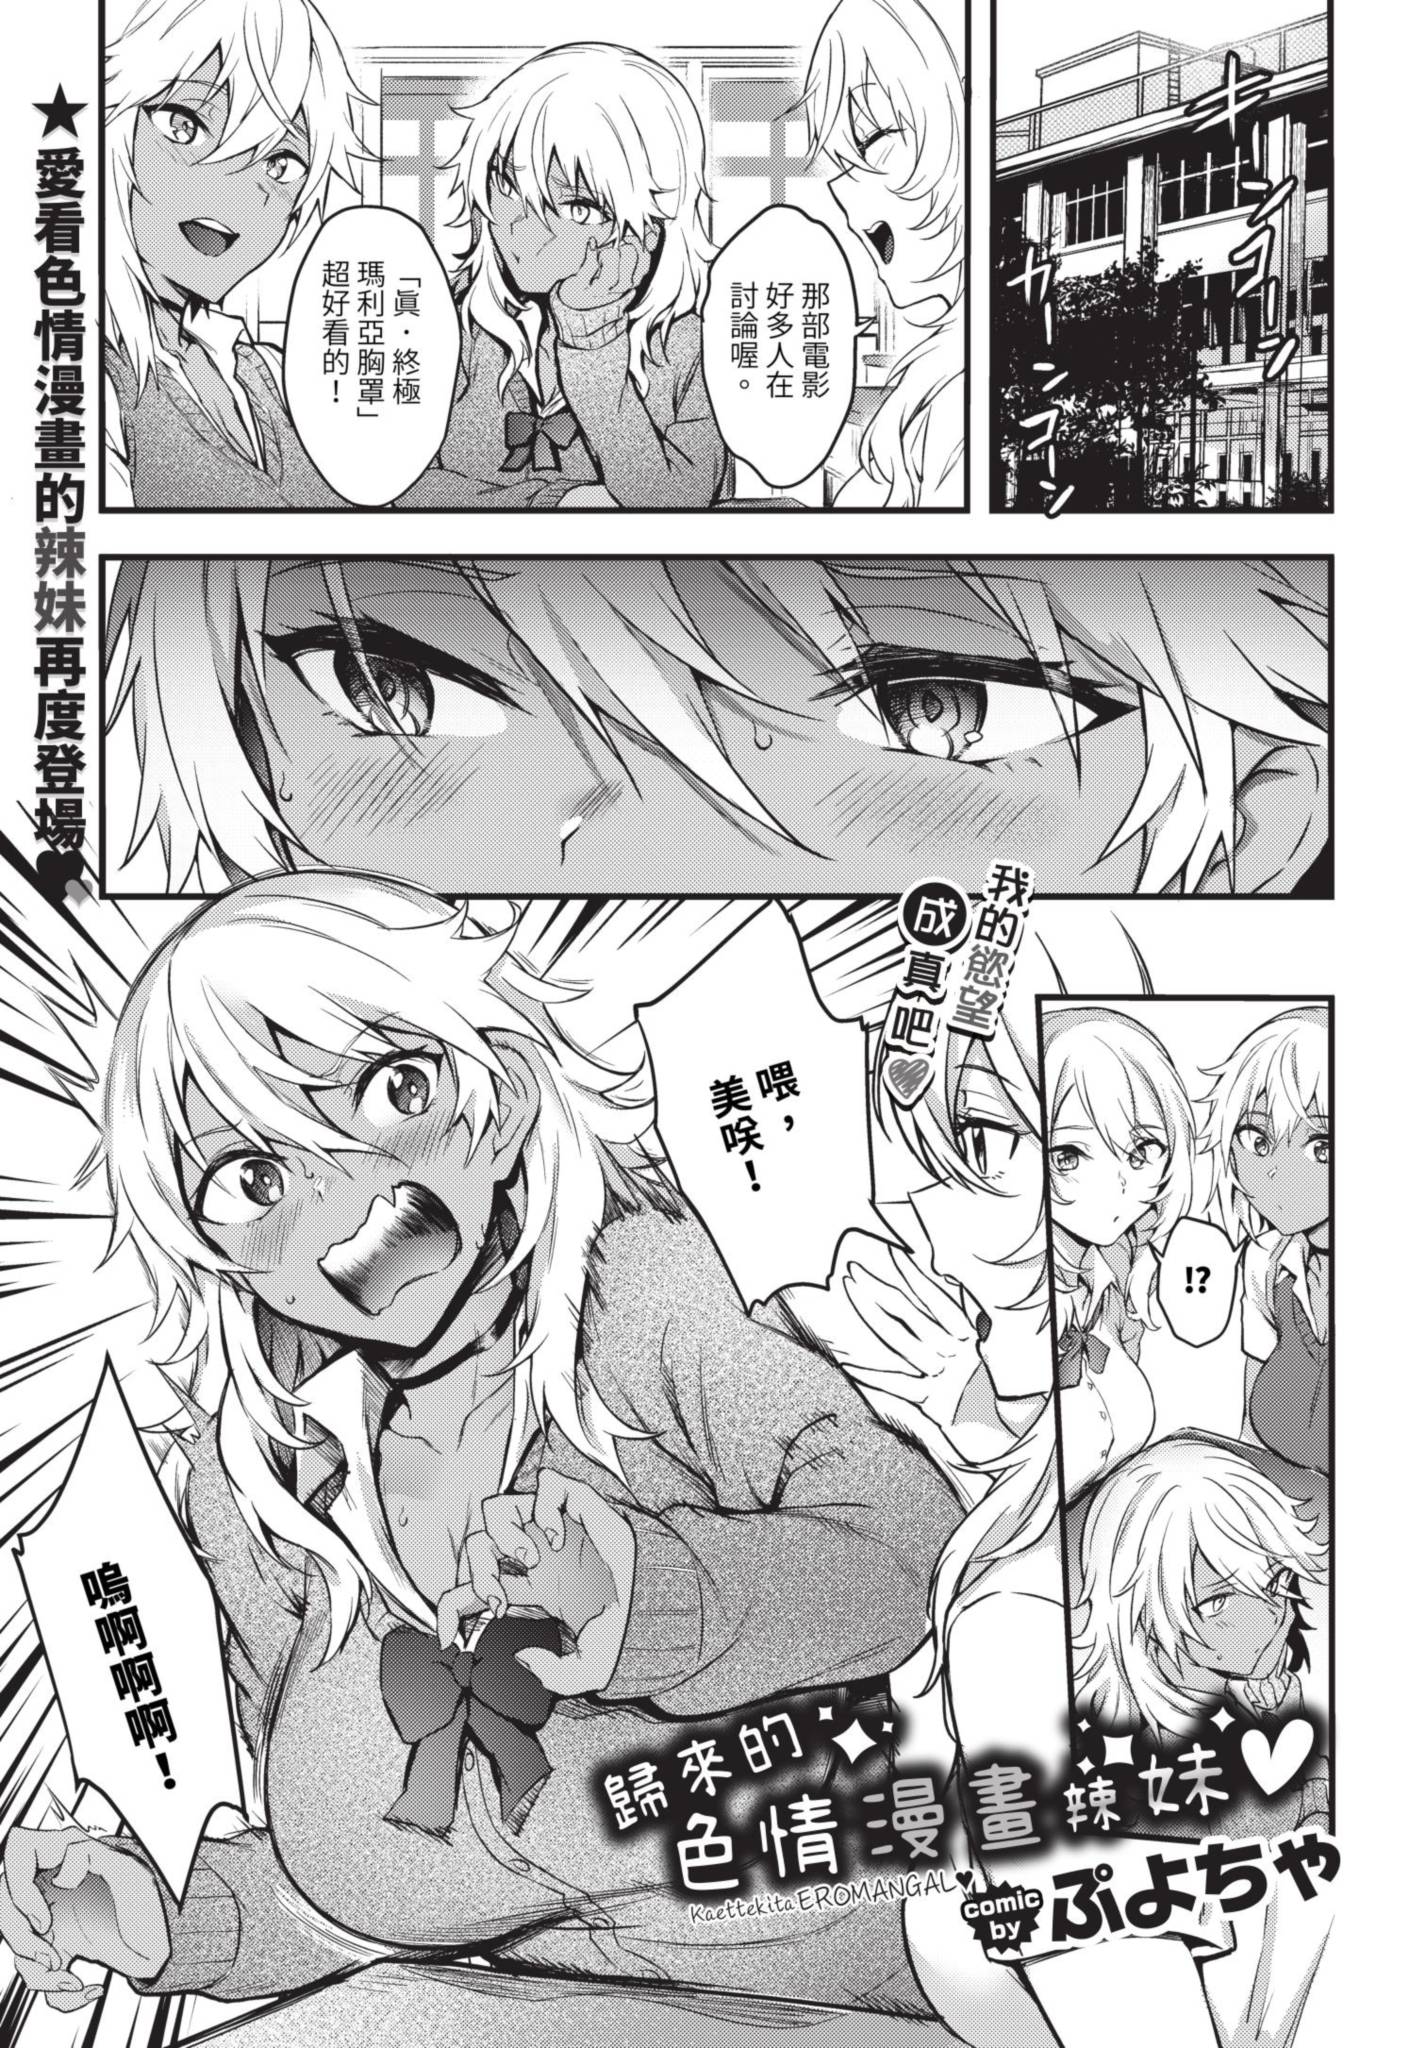 キーンコーン
カーンコーン
那部電影
好多人在
討論喔。
「眞・終極
瑪利亞胸罩」
超好看的！
★愛看色情漫畫的辣妹再度登場♥♥
我的慾望
成真吧♥
!?
喂，
美咲！
嗚啊啊啊！
歸來的
色情漫畫辣妹♥
Kaettekita EROMANGAL♥
comic
by
ぷよちゃ